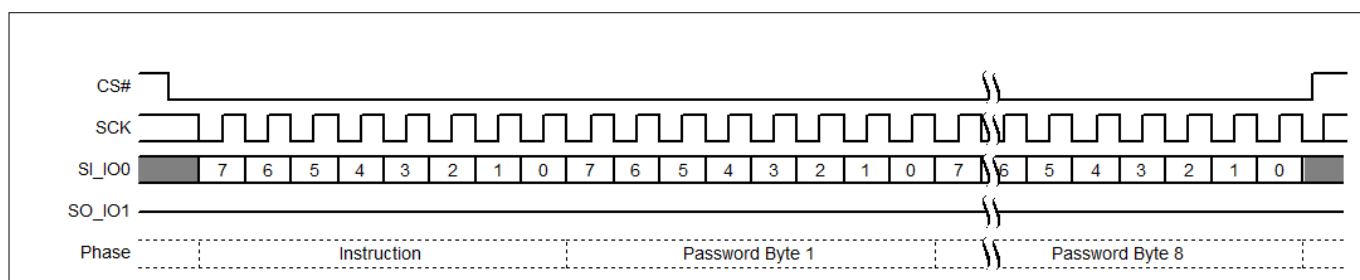 CS#
SCK
SI_IO0 7 6 5 4 3 2 1 0 7 6 5 4 3 2 1 0 7 6 5 4 3 2 1 0
SO_IO1
Phase Instruction Password Byte 1 Password Byte 8